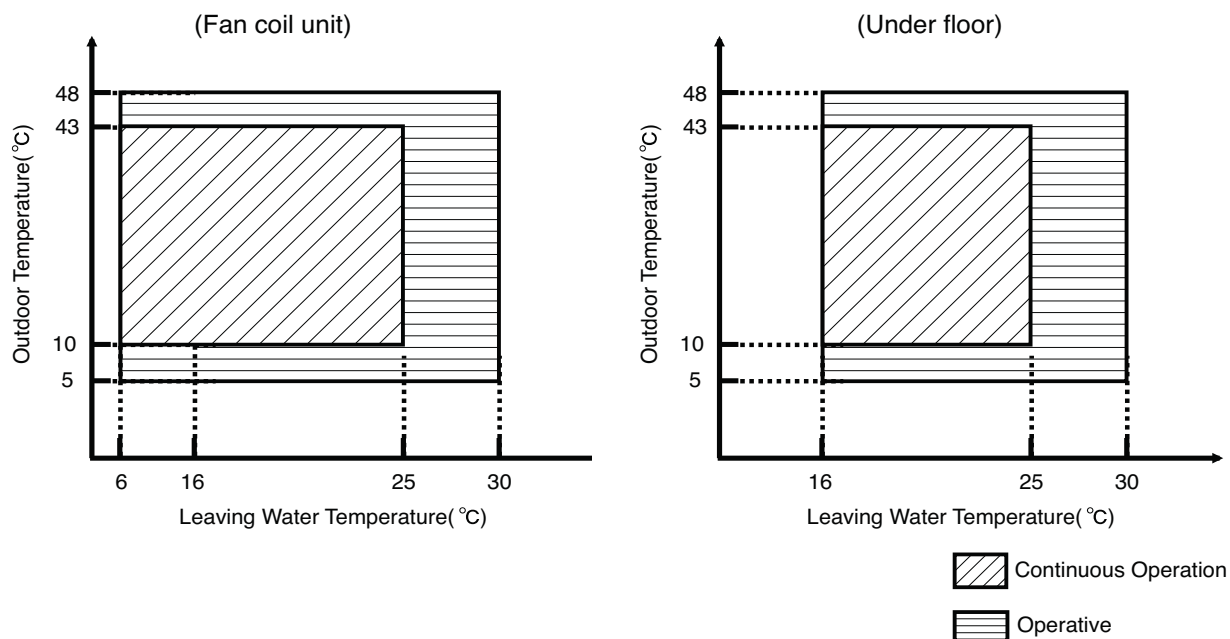 (Fan coil unit)
48
43
10
5
Outdoor Temperature(°C)
6 16 25 30
Leaving Water Temperature(°C)
(Under floor)
48
43
10
5
Outdoor Temperature(°C)
16 25 30
Leaving Water Temperature(°C)
Continuous Operation
Operative